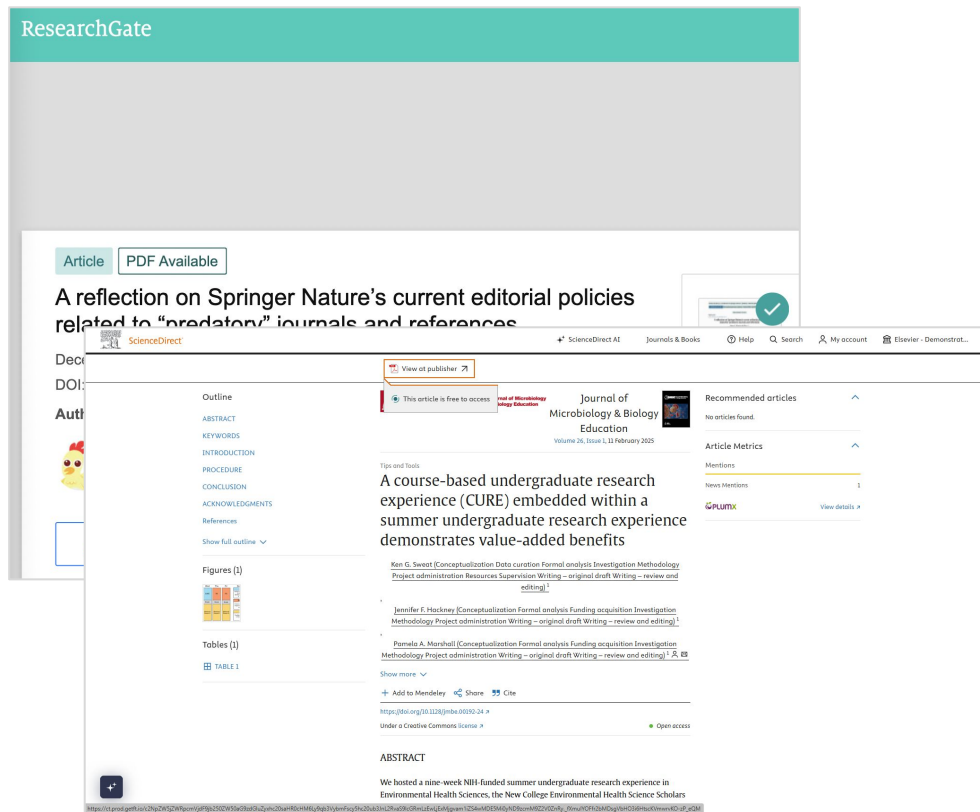 ResearchGate
Article
PDF Available
A reflection on Springer Nature's current editorial policies
related to "predatory" journals and references
Dece
DOI:
Auth
ScienceDirect
ScienceDirect AI
Journals & Books
Help
Search
My account
Elsevier - Demonstrat...
View at publisher
This article is free to access
Outline
ABSTRACT
KEYWORDS
INTRODUCTION
PROCEDURE
CONCLUSION
ACKNOWLEDGMENTS
References
Show full outline
Figures (1)
Tables (1)
TABLE 1
Journal of
Microbiology & Biology
Education
Volume 26, Issue 1, 11 February 2025
Tips and Tools
A course-based undergraduate research
experience (CURE) embedded within a
summer undergraduate research experience
demonstrates value-added benefits
Ken G. Sweat (Conceptualization Data curation Formal analysis Investigation Methodology
Project administration Resources Supervision Writing – original draft Writing – review and
editing) 1
,
Jennifer F. Hackney (Conceptualization Formal analysis Funding acquisition Investigation
Methodology Project administration Writing – original draft Writing – review and editing) 1
,
Pamela A. Marshall (Conceptualization Formal analysis Funding acquisition Investigation
Methodology Project administration Writing – original draft Writing – review and editing) 1
Show more
Add to Mendeley
Share
Cite
https://doi.org/10.1128/jmbe.00192-24
Under a Creative Commons license
Open access
ABSTRACT
We hosted a nine-week NIH-funded summer undergraduate research experience in
Environmental Health Sciences, the New College Environmental Health Science Scholars
Recommended articles
No articles found.
Article Metrics
Mentions
News Mentions 1
PLUMX
View details